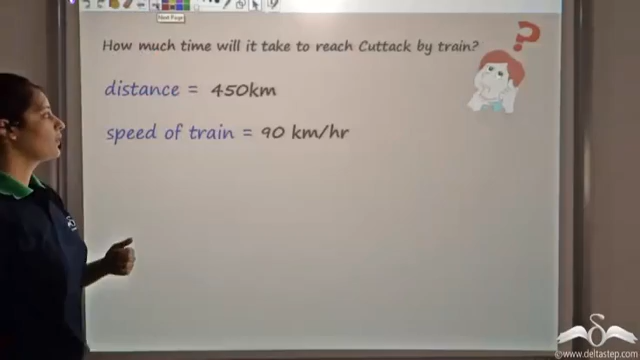 Next Page
How much time will it take to reach Cuttack by train?
?
distance = 450km
speed of train = 90 km/hr
©www.deltastep.com